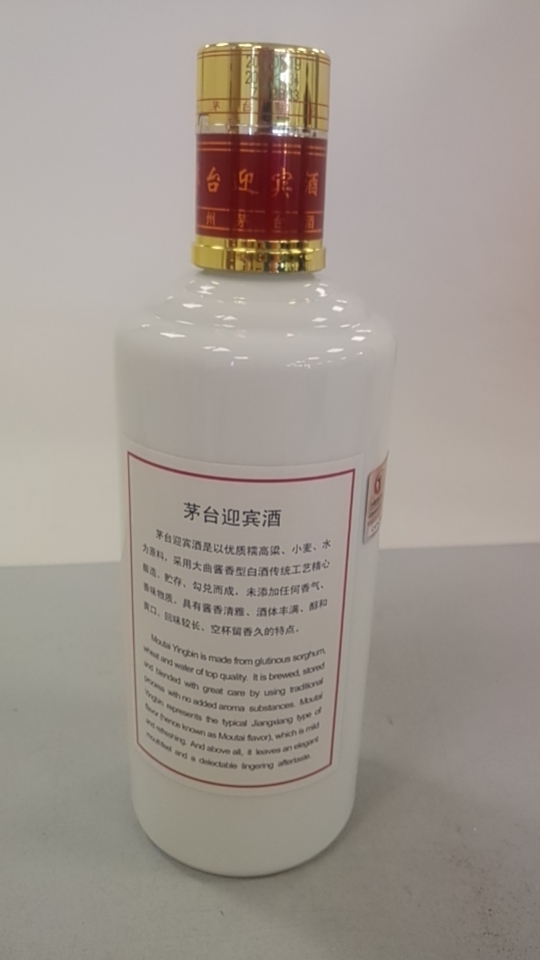 台迎宾酒
州茅台酒
茅台迎宾酒
茅台迎宾酒是以优质糯高粱、小麦、水
为原料，采用大曲酱香型白酒传统工艺精心
酿造、贮存、勾兑而成，未添加任何香气、
香味物质，具有酱香清雅、酒体丰满、醇和
爽口、回味较长、空杯留香久的特点。
Moutai Yingbin is made from glutinous sorghum,
wheat and water of top quality. It is brewed, stored
and blended with great care by using traditional
process with no added aroma substances. Moutai
Yingbin represents the typical Jiangxiang type of
flavor (hence known as Moutai flavor), which is mild
and refreshing. And above all, it leaves an elegant
mouthfeel and a delectable lingering aftertaste.